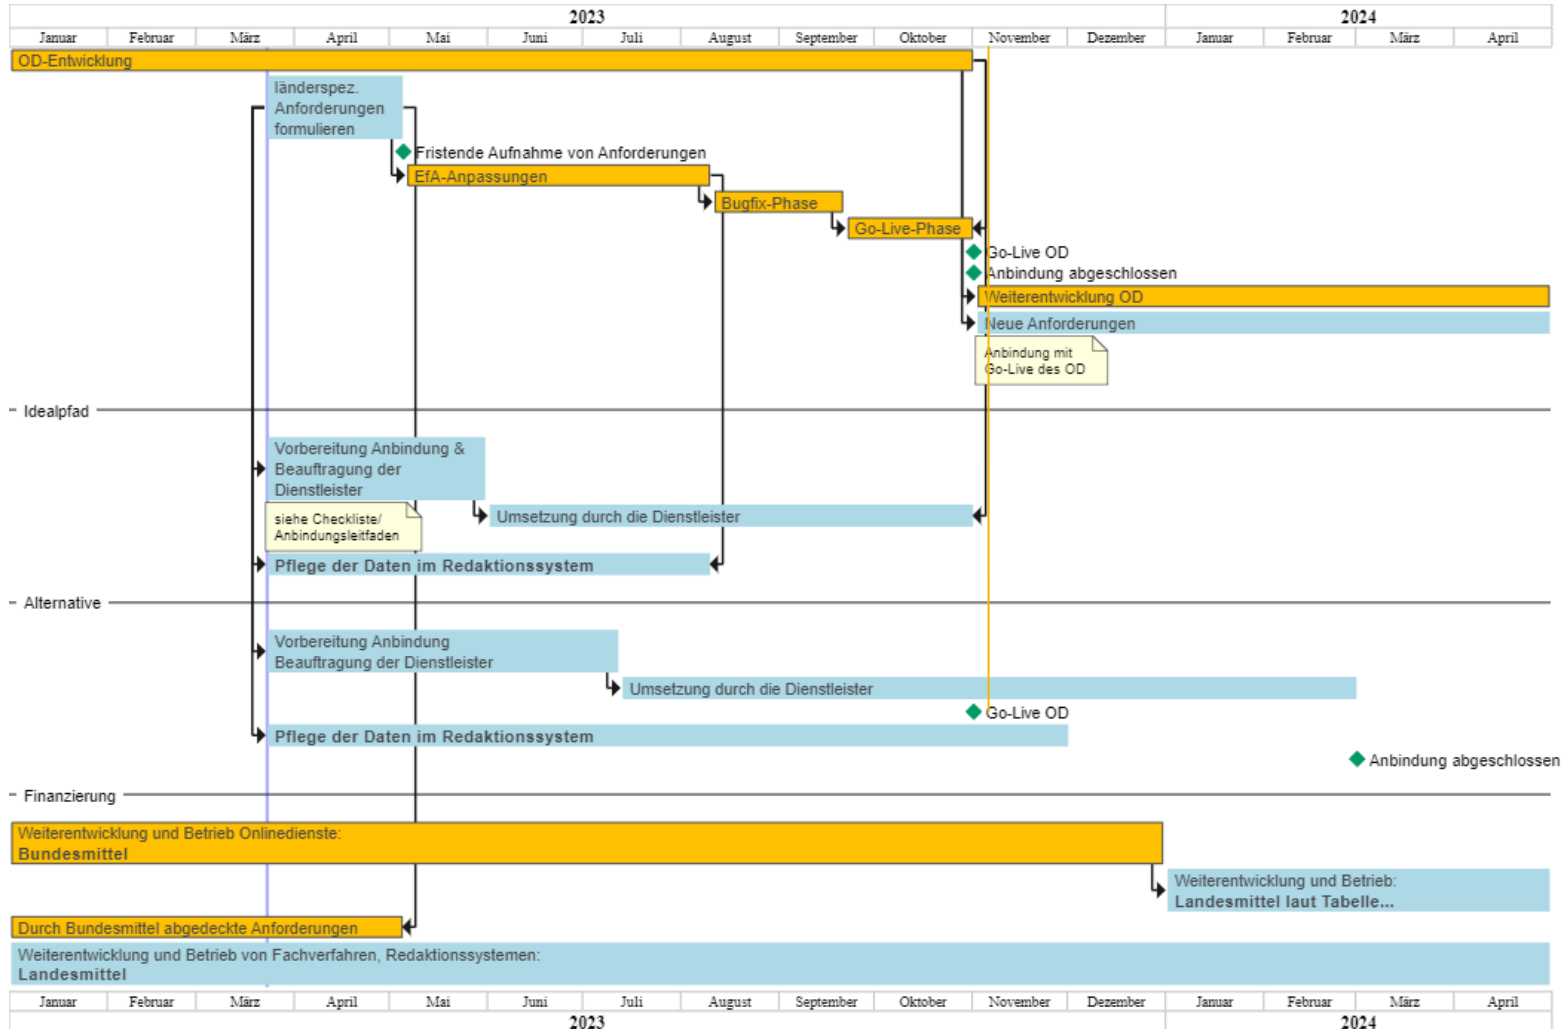 2023 2024
Januar Februar März April Mai Juni Juli August September Oktober November Dezember Januar Februar März April
OD-Entwicklung
länderspez.
Anforderungen
formulieren
Fristende Aufnahme von Anforderungen
EfA-Anpassungen
Bugfix-Phase
Go-Live-Phase
Go-Live OD
Anbindung abgeschlossen
Weiterentwicklung OD
Neue Anforderungen
Anbindung mit
Go-Live des OD
Idealpfad
Vorbereitung Anbindung &
Beauftragung der
Dienstleister
siehe Checkliste/
Anbindungsleitfaden
Umsetzung durch die Dienstleister
Pflege der Daten im Redaktionssystem
Alternative
Vorbereitung Anbindung
Beauftragung der Dienstleister
Umsetzung durch die Dienstleister
Go-Live OD
Pflege der Daten im Redaktionssystem
Anbindung abgeschlossen
Finanzierung
Weiterentwicklung und Betrieb Onlinedienste:
Bundesmittel
Weiterentwicklung und Betrieb:
Landesmittel laut Tabelle...
Durch Bundesmittel abgedeckte Anforderungen
Weiterentwicklung und Betrieb von Fachverfahren, Redaktionssystemen:
Landesmittel
Januar Februar März April Mai Juni Juli August September Oktober November Dezember Januar Februar März April
2023 2024